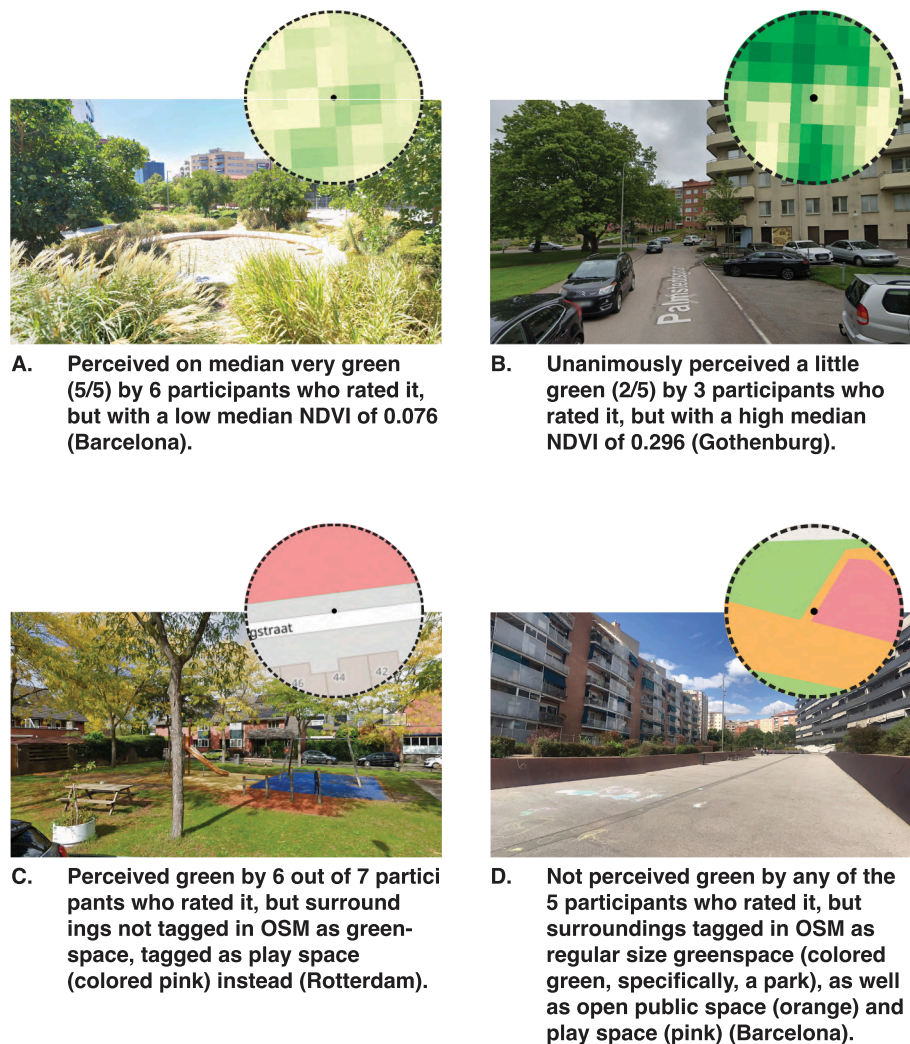 Palmstedtsgatan
A. Perceived on median very green
(5/5) by 6 participants who rated it,
but with a low median NDVI of 0.076
(Barcelona).
B. Unanimously perceived a little
green (2/5) by 3 participants who
rated it, but with a high median
NDVI of 0.296 (Gothenburg).
gstraat
46
44
42
C. Perceived green by 6 out of 7 partici
pants who rated it, but surround
ings not tagged in OSM as green-
space, tagged as play space
(colored pink) instead (Rotterdam).
D. Not perceived green by any of the
5 participants who rated it, but
surroundings tagged in OSM as
regular size greenspace (colored
green, specifically, a park), as well
as open public space (orange) and
play space (pink) (Barcelona).